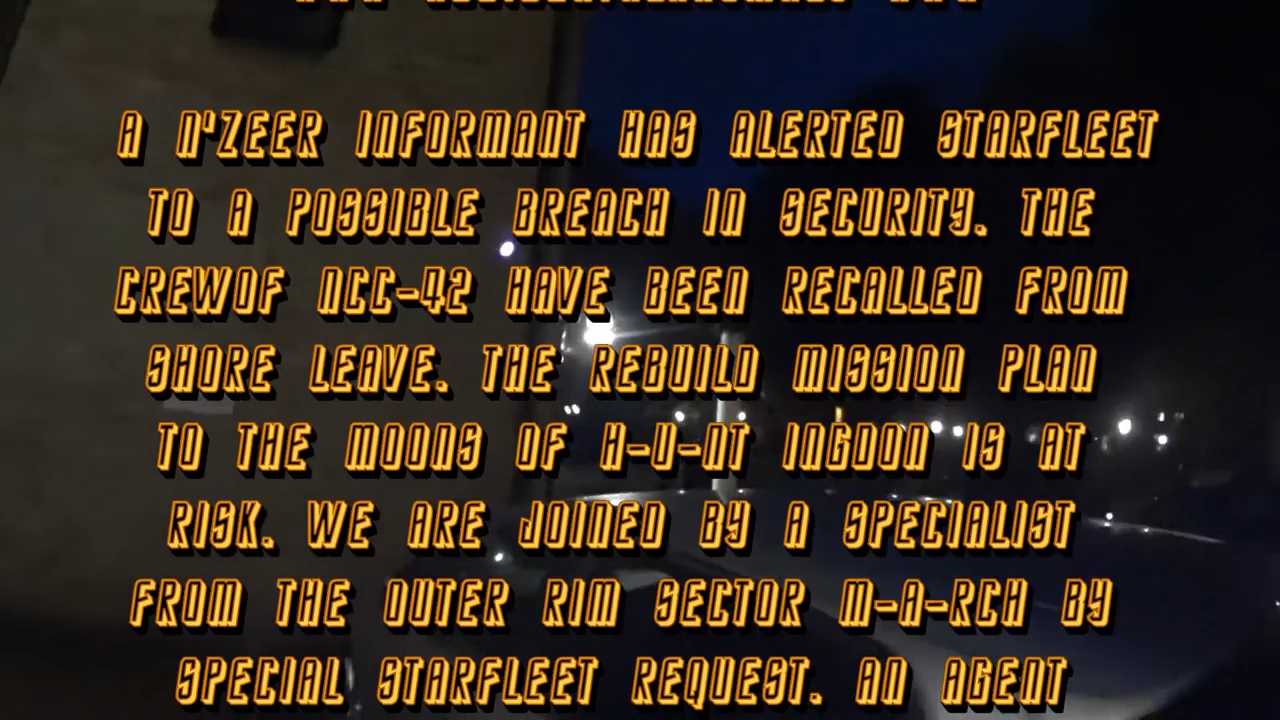 A N'ZEER INFORMANT HAS ALERTED STARFLEET
TO A POSSIBLE BREACH IN SECURITY. THE
CREWOF NCC-42 HAVE BEEN RECALLED FROM
SHORE LEAVE. THE REBUILD MISSION PLAN
TO THE MOONS OF H-U-NT INGDON IS AT
RISK. WE ARE JOINED BY A SPECIALIST
FROM THE OUTER RIM SECTOR M-A-RCH BY
SPECIAL STARFLEET REQUEST. AN AGENT